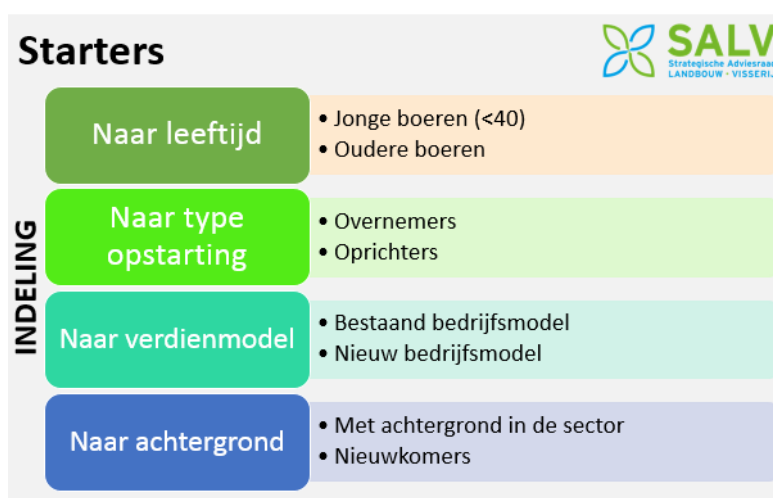 Starters
SALV
Strategische Adviesraad
LANDBOUW - VISSERIJ
INDELING
Naar leeftijd
• Jonge boeren (<40)
• Oudere boeren
Naar type
opstarting
• Overnemers
• Oprichters
Naar verdienmodel
• Bestaand bedrijfsmodel
• Nieuw bedrijfsmodel
Naar achtergrond
• Met achtergrond in de sector
• Nieuwkomers